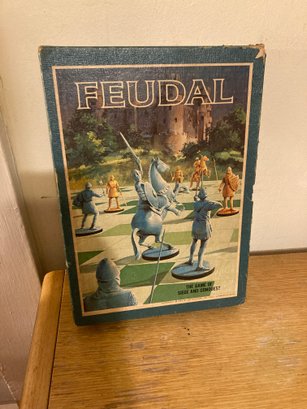 FEUDAL
THE GAME OF
SIEGE AND CONQUEST